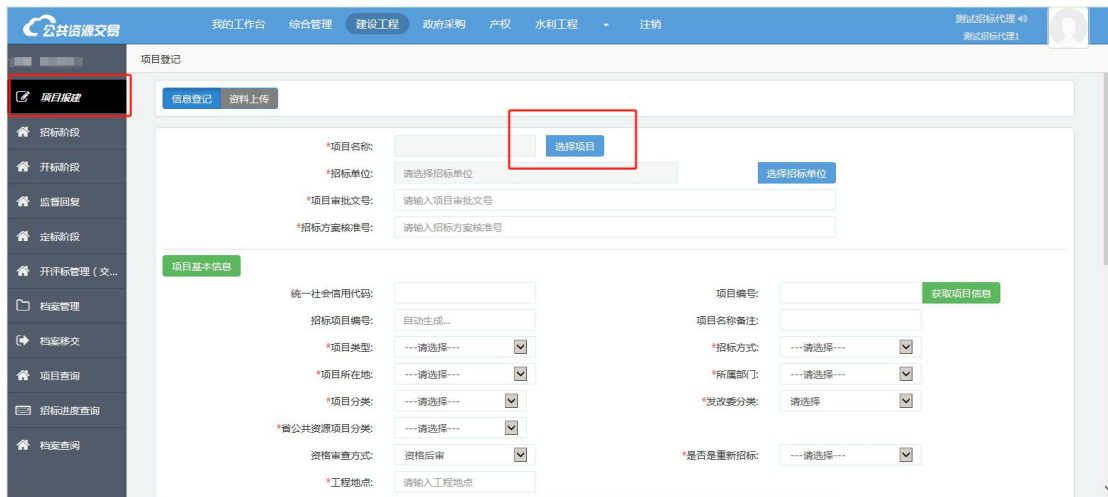 公共资源交易 我的工作台 综合管理 建设工程 政府采购 产权 水利工程 注销 测试招标代理
测试招标代理1
项目登记
项目报建
信息登记 资料上传
招标阶段
*项目名称: 选择项目
开标阶段
*招标单位: 请选择招标单位 选择招标单位
监督回复
*项目审批文号: 请输入项目审批文号
定标阶段
*招标方案核准号: 请输入招标方案核准号
开评标管理（交...
项目基本信息
统一社会信用代码: 项目编号: 获取项目信息
档案管理
招标项目编号: 自动生成... 项目名称备注:
档案移交
*项目类型: ---请选择--- *招标方式: ---请选择---
项目查询
*项目所在地: ---请选择--- *所属部门: ---请选择---
招标进度查询
*项目分类: ---请选择--- *发改委分类: 请选择
*省公共资源项目分类: ---请选择---
档案查阅
资格审查方式: 资格后审 *是否是重新招标: ---请选择---
*工程地点: 请输入工程地点